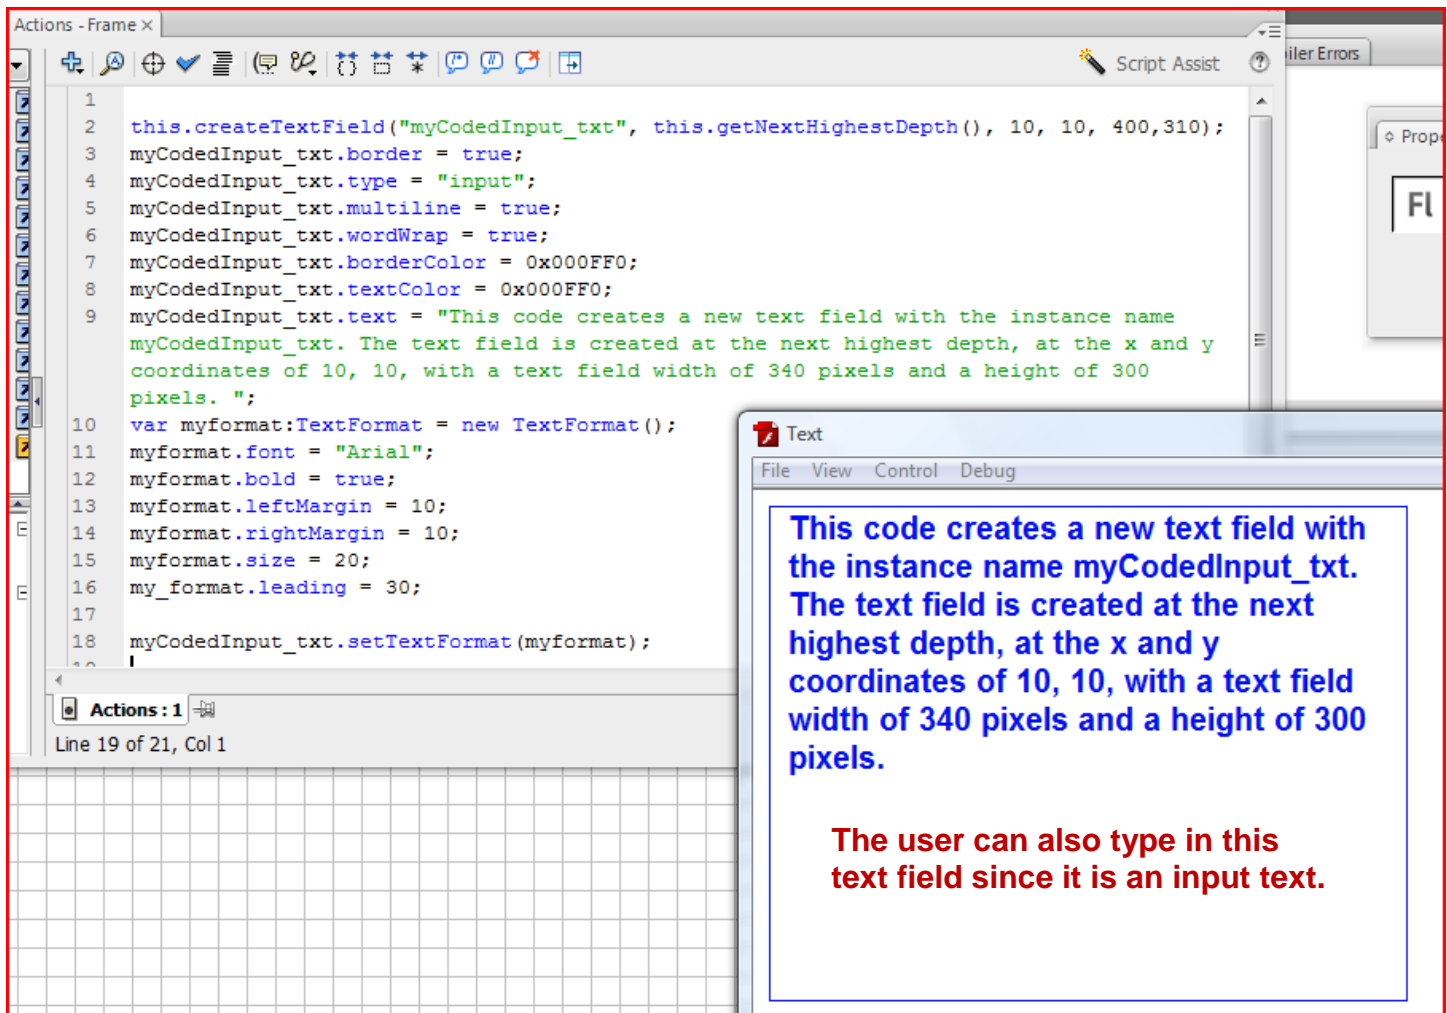 Actions - Frame ×
Script Assist
iler Errors
1
2 this.createTextField("myCodedInput_txt", this.getNextHighestDepth(), 10, 10, 400,310);
3 myCodedInput_txt.border = true;
4 myCodedInput_txt.type = "input";
5 myCodedInput_txt.multiline = true;
6 myCodedInput_txt.wordWrap = true;
7 myCodedInput_txt.borderColor = 0x000FF0;
8 myCodedInput_txt.textColor = 0x000FF0;
9 myCodedInput_txt.text = "This code creates a new text field with the instance name
myCodedInput_txt. The text field is created at the next highest depth, at the x and y
coordinates of 10, 10, with a text field width of 340 pixels and a height of 300
pixels. ";
10 var myformat:TextFormat = new TextFormat();
11 myformat.font = "Arial";
12 myformat.bold = true;
13 myformat.leftMargin = 10;
14 myformat.rightMargin = 10;
15 myformat.size = 20;
16 my_format.leading = 30;
17
18 myCodedInput_txt.setTextFormat(myformat);
Actions : 1
Line 19 of 21, Col 1
Prope
Fl
Text
File View Control Debug
This code creates a new text field with
the instance name myCodedInput_txt.
The text field is created at the next
highest depth, at the x and y
coordinates of 10, 10, with a text field
width of 340 pixels and a height of 300
pixels.
The user can also type in this
text field since it is an input text.